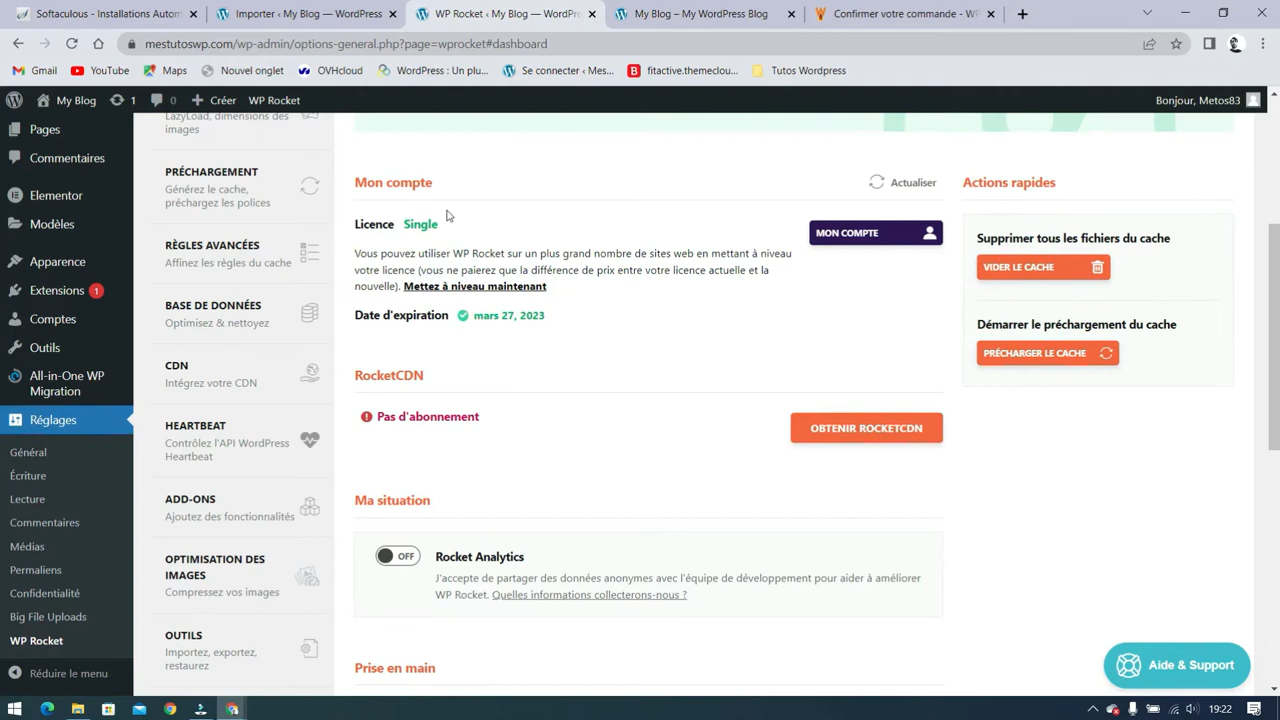 Softaculous - Installations Autom
Importer ‹ My Blog — WordPress
WP Rocket ‹ My Blog — WordPre
My Blog – My WordPress Blog
Confirmer votre commande - WP
mestutoswp.com/wp-admin/options-general.php?page=wprocket#dashboard
Gmail
YouTube
Maps
Nouvel onglet
OVHcloud
WordPress : Un plu...
Se connecter ‹ Mes...
fitactive.themeclou...
Tutos Wordpress
My Blog
1
0
Créer
WP Rocket
Bonjour, Metos83
Pages
Commentaires
Elementor
Modèles
Apparence
Extensions 1
Comptes
Outils
All-in-One WP
Migration
Réglages
Général
Écriture
Lecture
Commentaires
Médias
Permaliens
Confidentialité
Big File Uploads
WP Rocket
Réduire le menu
LazyLoad, dimensions des
images
PRÉCHARGEMENT
Générez le cache,
préchargez les polices
RÈGLES AVANCÉES
Affinez les règles du cache
BASE DE DONNÉES
Optimisez & nettoyez
CDN
Intégrez votre CDN
HEARTBEAT
Contrôlez l'API WordPress
Heartbeat
ADD-ONS
Ajoutez des fonctionnalités
OPTIMISATION DES
IMAGES
Compressez vos images
OUTILS
Importez, exportez,
restaurez
Mon compte
Actualiser
Licence Single
MON COMPTE
Vous pouvez utiliser WP Rocket sur un plus grand nombre de sites web en mettant à niveau
votre licence (vous ne paierez que la différence de prix entre votre licence actuelle et la
nouvelle). Mettez à niveau maintenant
Date d'expiration mars 27, 2023
RocketCDN
Pas d'abonnement
OBTENIR ROCKETCDN
Ma situation
OFF
Rocket Analytics
J'accepte de partager des données anonymes avec l'équipe de développement pour aider à améliorer
WP Rocket. Quelles informations collecterons-nous ?
Prise en main
Actions rapides
Supprimer tous les fichiers du cache
VIDER LE CACHE
Démarrer le préchargement du cache
PRÉCHARGER LE CACHE
Aide & Support
19:22